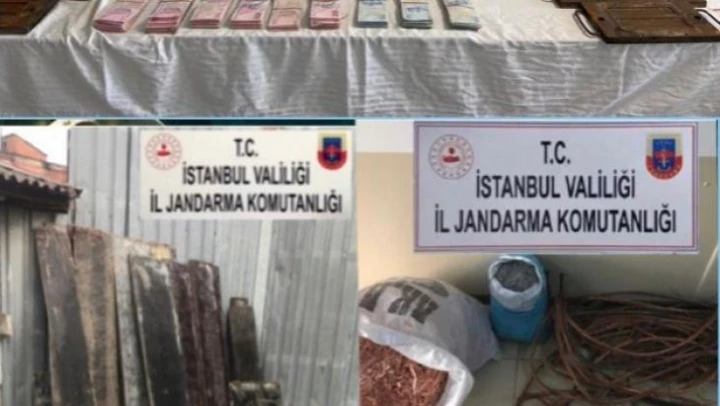 T.C.
İSTANBUL VALİLİĞİ
İL JANDARMA KOMUTANLIĞI
T.C.
İSTANBUL VALİLİĞİ
İL JANDARMA KOMUTANLIĞI